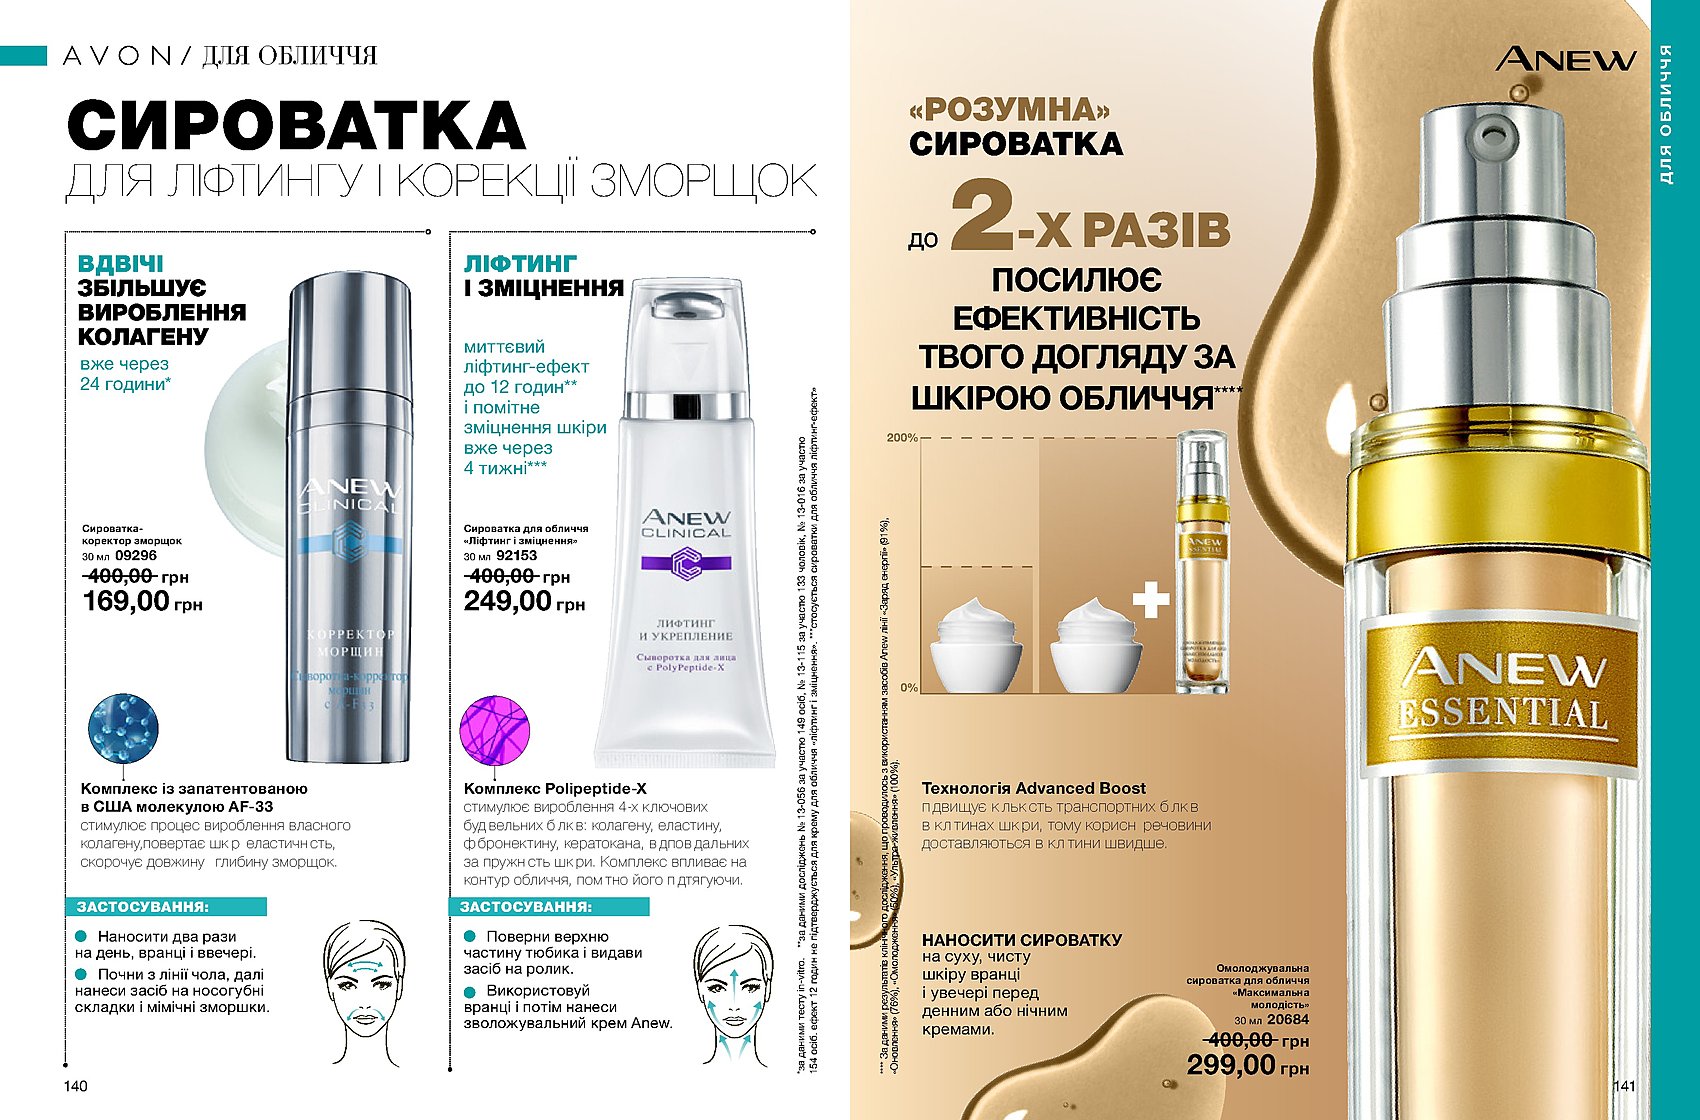 AVON / ДЛЯ ОБЛИЧЧЯ
СИРОВАТКА
ДЛЯ ЛІФТИНГУ І КОРЕКЦІЇ ЗМОРЩОК
ВДВІЧІ
ЗБІЛЬШУЄ
ВИРОБЛЕННЯ
КОЛАГЕНУ
вже через
24 години*
Сироватка-
коректор зморщок
30 мл 09296
400,00 грн
169,00 грн
ANEW
CLINICAL
КОРРЕКТОР
МОРЩИН
Сыворотка-корректор
морщин
с A-F33
Комплекс із запатентованою
в США молекулою AF-33
стимулює процес вироблення власного
колагену,повертає шк р еластичн сть,
скорочує довжину глибину зморщок.
ЗАСТОСУВАННЯ:
Наносити два рази
на день, вранці і ввечері.
Почни з лінії чола, далі
нанеси засіб на носогубні
складки і мімічні зморшки.
140
ЛІФТИНГ
І ЗМІЦНЕННЯ
миттєвий
ліфтинг-ефект
до 12 годин**
і помітне
зміцнення шкіри
вже через
4 тижні***
Сироватка для обличчя
«Ліфтинг і зміцнення»
30 мл 92153
400,00 грн
249,00 грн
ANEW
CLINICAL
ЛИФТИНГ
И УКРЕПЛЕНИЕ
Сыворотка для лица
с PolyPeptide-X
Комплекс Polipeptide-X
стимулює вироблення 4-х ключових
буд вельних б лк в: колагену, еластину,
ф бронектину, кератокана, в дпов дальних
за пружн сть шк ри. Комплекс впливає на
контур обличчя, пом тно його п дтягуючи.
ЗАСТОСУВАННЯ:
Поверни верхню
частину тюбика і видави
засіб на ролик.
Використовуй
вранці і потім нанеси
зволожувальний крем Anew.
*за даними тесту in-vitro. **за даними досліджень № 13-056 за участю 149 осіб, № 13-115 за участю 133 чоловік, № 13-016 за участю
154 осіб. ефект 12 годин не підтверджується для крему для обличчя «ліфтинг і зміцнення». ***стосується сироватки для обличчя ліфтинг-ефект»
ANEW
ДЛЯ ОБЛИЧЧЯ
«РОЗУМНА»
СИРОВАТКА
ДО 2-Х РАЗІВ
ПОСИЛЮЄ
ЕФЕКТИВНІСТЬ
ТВОГО ДОГЛЯДУ ЗА
ШКІРОЮ ОБЛИЧЧЯ****
200%
0%
ANEW
ESSENTIAL
Технологія Advanced Boost
п двищує к льк сть транспортних б лк в
в кл тинах шк ри, тому корисн речовини
доставляються в кл тини швидше.
НАНОСИТИ СИРОВАТКУ
на суху, чисту
шкіру вранці
і увечері перед
денним або нічним
кремами.
**** За даними результатів клінічного дослідження, що проводилось з використанням засобів Anew лінії «Заряд енергії» (91%),
«Оновлення» (76%), «Омолодження» (50%), «Ультра-живлення» (100%).
Омолоджувальна
сироватка для обличчя
«Максимальна
молодість»
30 мл 20684
400,00 грн
299,00 грн
ANEW
ESSENTIAL
141